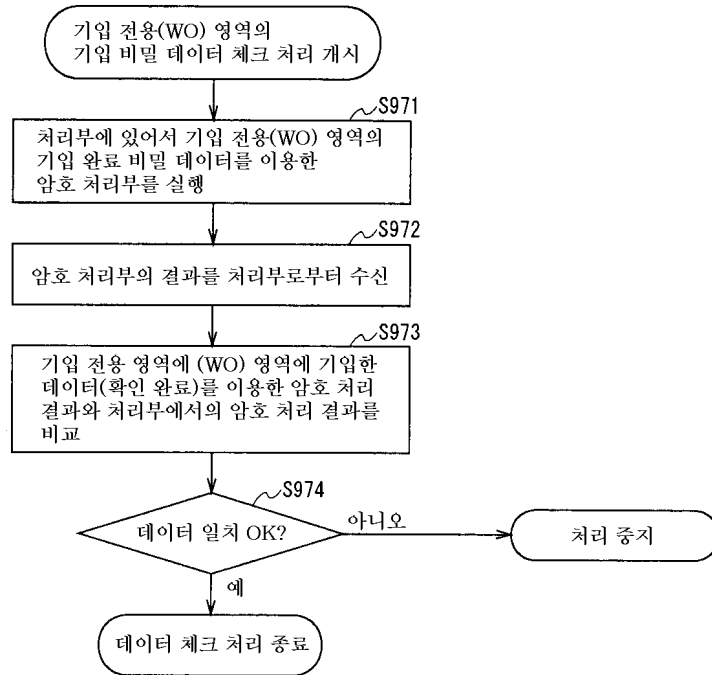 기입 전용(WO) 영역의
기입 비밀 데이터 체크 처리 개시
S971
처리부에 있어서 기입 전용(WO) 영역의
기입 완료 비밀 데이터를 이용한
암호 처리부를 실행
S972
암호 처리부의 결과를 처리부로부터 수신
S973
기입 전용 영역에 (WO) 영역에 기입한
데이터(확인 완료)를 이용한 암호 처리
결과와 처리부에서의 암호 처리 결과를
비교
S974
데이터 일치 OK?
아니오
처리 중지
예
데이터 체크 처리 종료